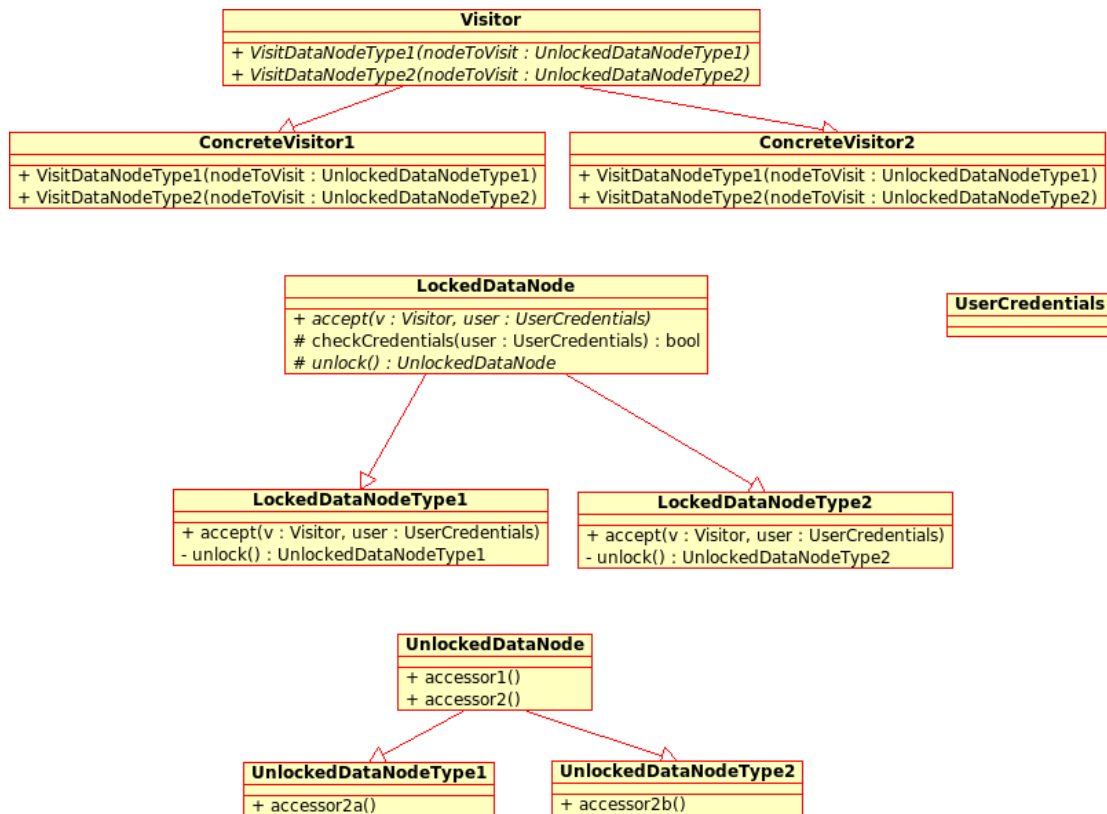 Visitor
+ VisitDataNodeType1(nodeToVisit : UnlockedDataNodeType1)
+ VisitDataNodeType2(nodeToVisit : UnlockedDataNodeType2)
ConcreteVisitor1
+ VisitDataNodeType1(nodeToVisit : UnlockedDataNodeType1)
+ VisitDataNodeType2(nodeToVisit : UnlockedDataNodeType2)
ConcreteVisitor2
+ VisitDataNodeType1(nodeToVisit : UnlockedDataNodeType1)
+ VisitDataNodeType2(nodeToVisit : UnlockedDataNodeType2)
LockedDataNode
+ accept(v : Visitor, user : UserCredentials)
# checkCredentials(user : UserCredentials) : bool
# unlock() : UnlockedDataNode
UserCredentials
LockedDataNodeType1
+ accept(v : Visitor, user : UserCredentials)
- unlock() : UnlockedDataNodeType1
LockedDataNodeType2
+ accept(v : Visitor, user : UserCredentials)
- unlock() : UnlockedDataNodeType2
UnlockedDataNode
+ accessor1()
+ accessor2()
UnlockedDataNodeType1
+ accessor2a()
UnlockedDataNodeType2
+ accessor2b()